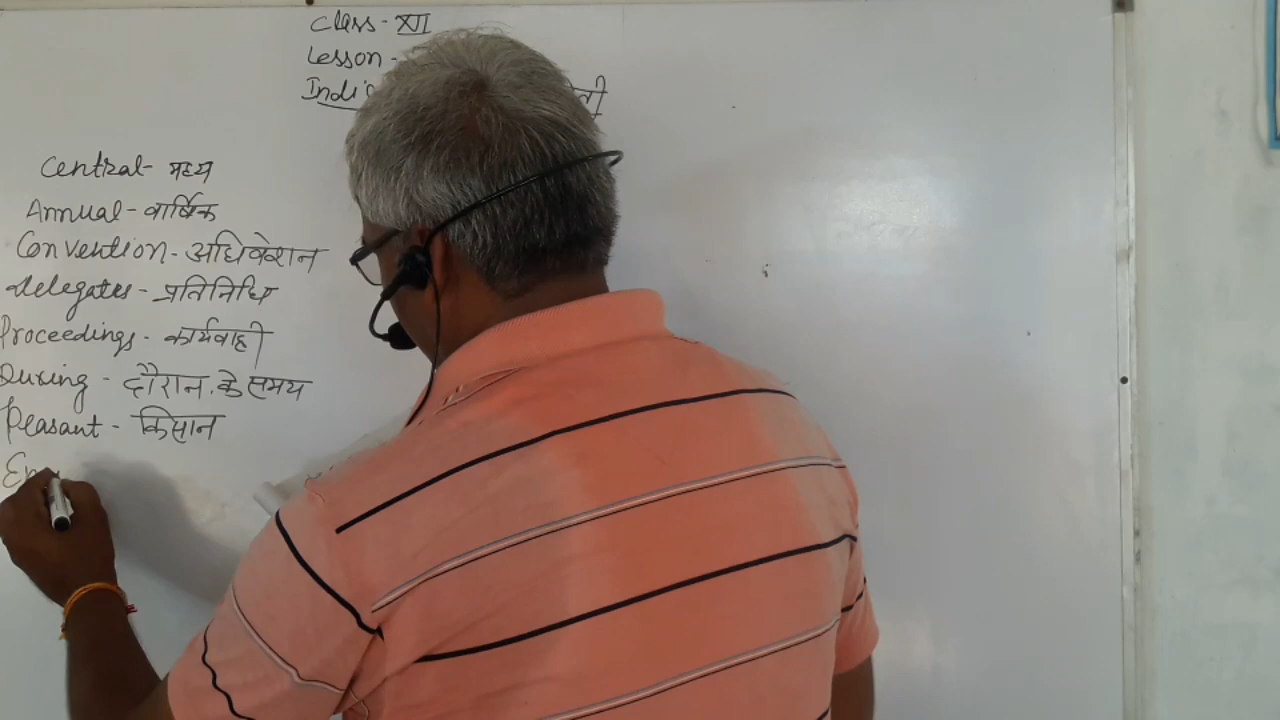 Class - XII
Lesson -
Central - मध्य
Annual - वार्षिक
Convention - अधिवेशन
Delegates - प्रतिनिधि
Proceedings - कार्यवाही
During - दौरान, के समय
Peasant - किसान